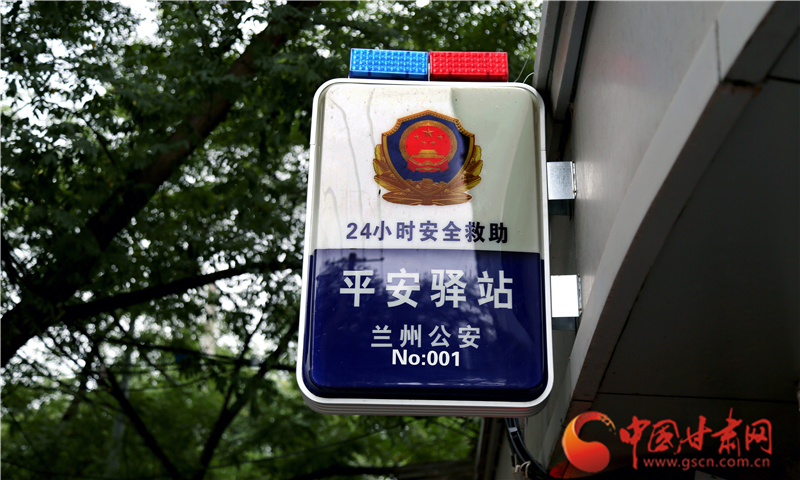 24小时安全救助
平安驿站
兰州公安
No:001
中国甘肃网
www.gscn.com.cn